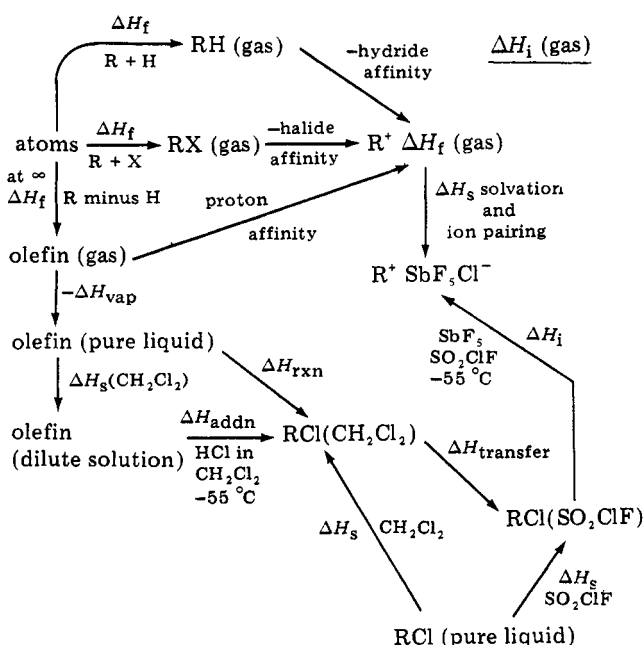 ΔH_f
R + H
RH (gas)
−hydride
affinity
ΔH_i (gas)
atoms
at ∞
ΔH_f
R + X
RX (gas)
−halide
affinity
R⁺ ΔH_f (gas)
ΔH_f
R minus H
proton
affinity
ΔH_s solvation
and
ion pairing
olefin (gas)
−ΔH_vap
R⁺ SbF₅Cl⁻
olefin (pure liquid)
ΔH_rxn
SbF₅
SO₂ClF
−55 °C
ΔH_i
ΔH_s(CH₂Cl₂)
olefin
(dilute solution)
ΔH_addn
HCl in
CH₂Cl₂
−55 °C
RCl(CH₂Cl₂)
ΔH_transfer
RCl(SO₂ClF)
ΔH_s
CH₂Cl₂
ΔH_s
SO₂ClF
RCl (pure liquid)